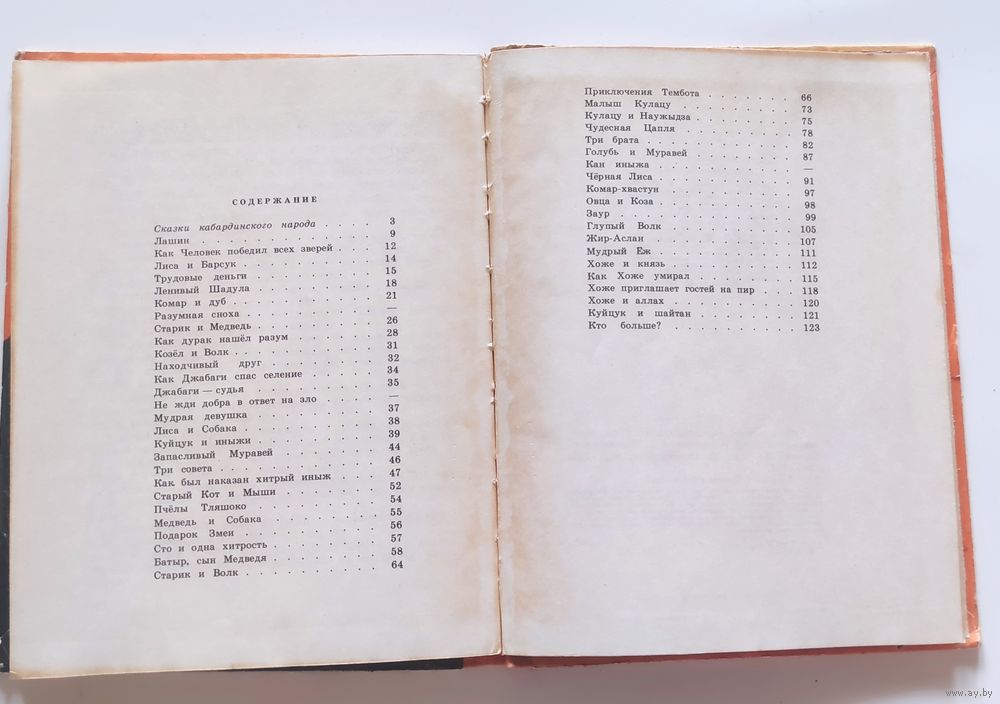 СОДЕРЖАНИЕ
Сказки кабардинского народа . . . . 3
Лашин . . . . . . . . . . . 9
Как Человек победил всех зверей . . . 12
Лиса и Барсук . . . . . . . . . 14
Трудовые деньги . . . . . . . . 15
Ленивый Шадула . . . . . . . . 18
Комар и дуб . . . . . . . . . 21
Разумная сноха . . . . . . . . —
Старик и Медведь . . . . . . . . 26
Как дурак нашёл разум . . . . . . 28
Козёл и Волк . . . . . . . . . 31
Находчивый друг . . . . . . . . 32
Как Джабаги спас селение . . . . . 34
Джабаги — судья . . . . . . . . 35
Не жди добра в ответ на зло . . . . —
Мудрая девушка . . . . . . . . 37
Лиса и Собака . . . . . . . . . 38
Куйцук и иныжи . . . . . . . . 39
Запасливый Муравей . . . . . . . 44
Три совета . . . . . . . . . . 46
Как был наказан хитрый иныж . . . 47
Старый Кот и Мыши . . . . . . . 52
Пчёлы Тляшоко . . . . . . . . 54
Медведь и Собака . . . . . . . . 55
Подарок Змеи . . . . . . . . . 56
Сто и одна хитрость . . . . . . . 57
Батыр, сын Медведя . . . . . . . 58
Старик и Волк . . . . . . . . . 64
Приключения Тембота . . . . . . . 66
Малыш Кулацу . . . . . . . . 73
Кулацу и Наужыдза . . . . . . . 75
Чудесная Цапля . . . . . . . . 78
Три брата . . . . . . . . . . 82
Голубь и Муравей . . . . . . . . 87
Кан иныжа . . . . . . . . . . —
Чёрная Лиса . . . . . . . . . 91
Комар-хвастун . . . . . . . . . 97
Овца и Коза . . . . . . . . . 98
Заур . . . . . . . . . . . . 99
Глупый Волк . . . . . . . . . 105
Жир-Аслан . . . . . . . . . . 107
Мудрый Ёж . . . . . . . . . . 111
Хоже и князь . . . . . . . . . 112
Как Хоже умирал . . . . . . . . 115
Хоже приглашает гостей на пир . . . 118
Хоже и аллах . . . . . . . . . 120
Куйцук и шайтан . . . . . . . . 121
Кто больше? . . . . . . . . . 123
www.ay.by